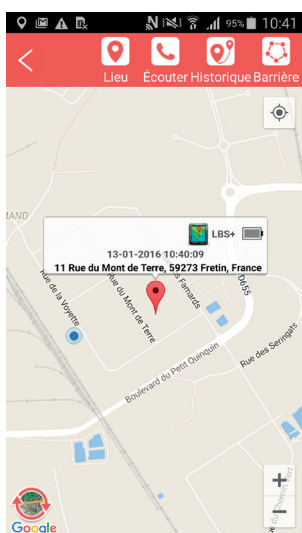 95% 10:41
Lieu Écouter Historique Barrière
MAND
LBS+
13-01-2016 10:40:09
11 Rue du Mont de Terre, 59273 Fretin, France
Rue de la Voyette
Rue du Mont de Terre
Famards
D655
Rue des Seringats
Boulevard du Petit Quinquin
+
−
Google